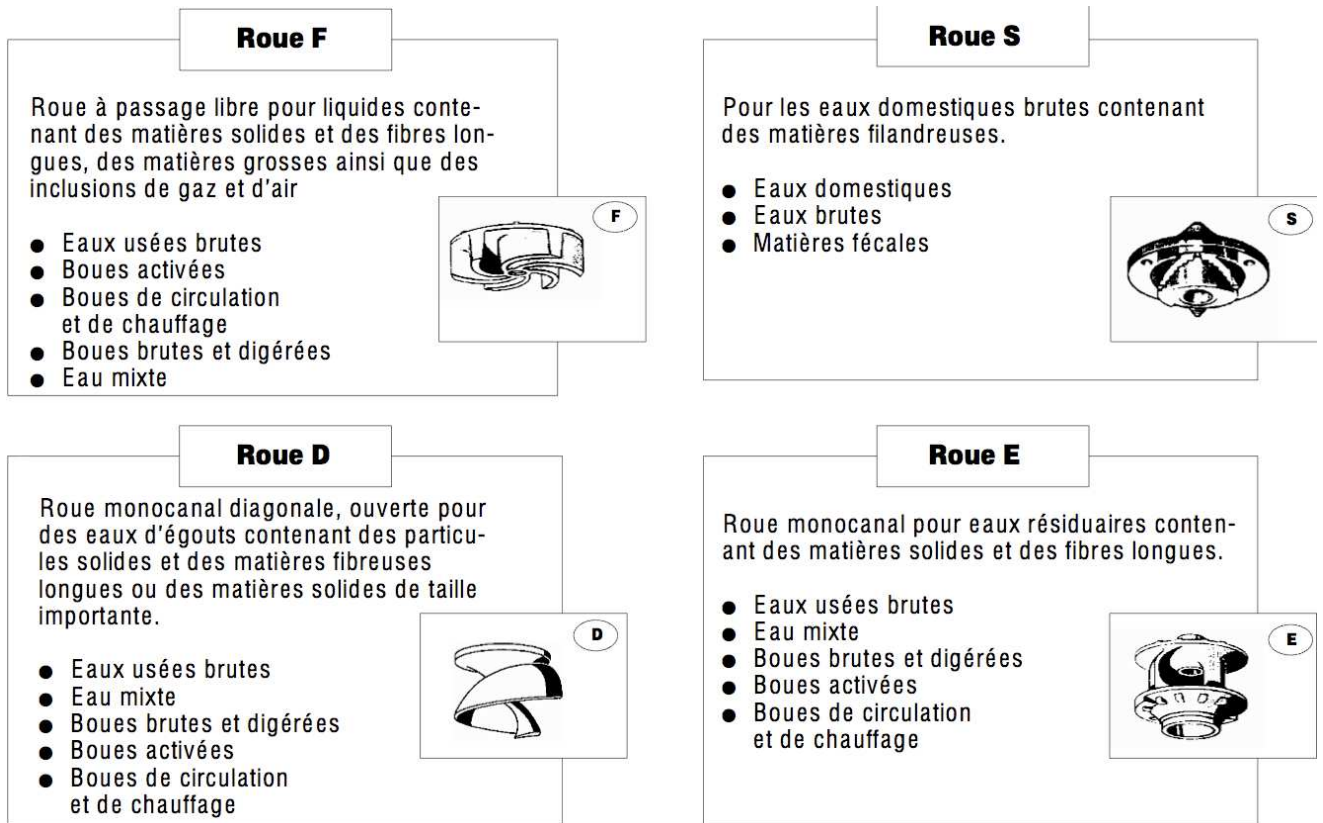 Roue F
Roue à passage libre pour liquides conte-
nant des matières solides et des fibres lon-
gues, des matières grosses ainsi que des
inclusions de gaz et d'air
● Eaux usées brutes
● Boues activées
● Boues de circulation
et de chauffage
● Boues brutes et digérées
● Eau mixte
F
Roue S
Pour les eaux domestiques brutes contenant
des matières filandreuses.
● Eaux domestiques
● Eaux brutes
● Matières fécales
S
Roue D
Roue monocanal diagonale, ouverte pour
des eaux d'égouts contenant des particu-
les solides et des matières fibreuses
longues ou des matières solides de taille
importante.
● Eaux usées brutes
● Eau mixte
● Boues brutes et digérées
● Boues activées
● Boues de circulation
et de chauffage
D
Roue E
Roue monocanal pour eaux résiduaires conten-
ant des matières solides et des fibres longues.
● Eaux usées brutes
● Eau mixte
● Boues brutes et digérées
● Boues activées
● Boues de circulation
et de chauffage
E